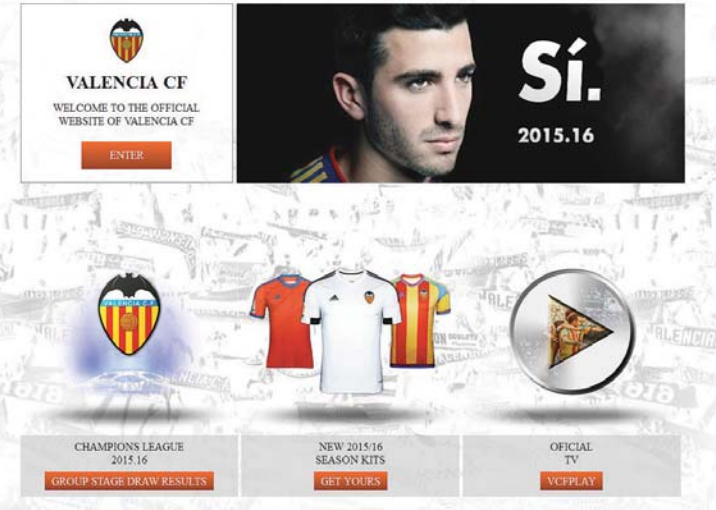 VALENCIA CF
WELCOME TO THE OFFICIAL
WEBSITE OF VALENCIA CF
ENTER
Sí.
2015.16
VALENCIA C.F
CHAMPIONS LEAGUE
2015.16
GROUP STAGE DRAW RESULTS
NEW 2015/16
SEASON KITS
GET YOURS
OFICIAL
TV
VCFPLAY